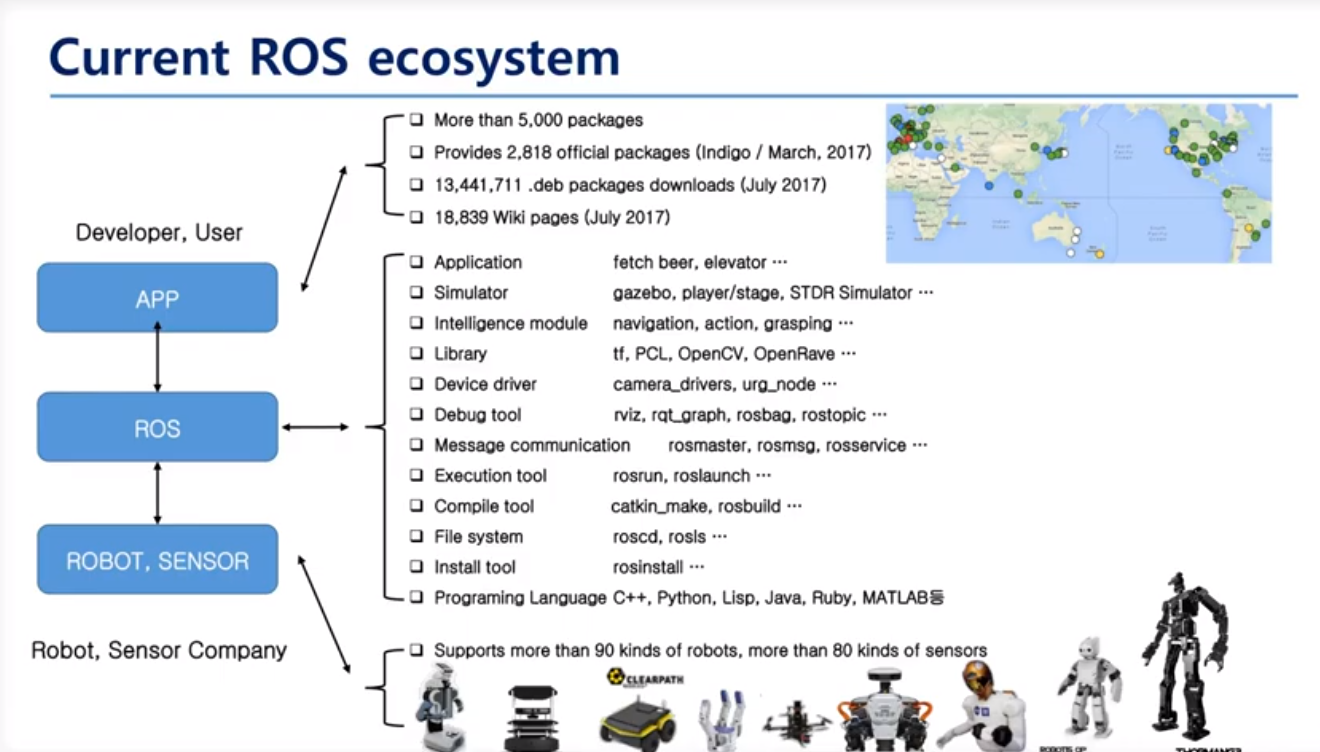 Current ROS ecosystem
❑ More than 5,000 packages
❑ Provides 2,818 official packages (Indigo / March, 2017)
❑ 13,441,711 .deb packages downloads (July 2017)
❑ 18,839 Wiki pages (July 2017)
Developer, User
APP
ROS
ROBOT, SENSOR
Robot, Sensor Company
❑ Application fetch beer, elevator ···
❑ Simulator gazebo, player/stage, STDR Simulator ···
❑ Intelligence module navigation, action, grasping ···
❑ Library tf, PCL, OpenCV, OpenRave ···
❑ Device driver camera_drivers, urg_node ···
❑ Debug tool rviz, rqt_graph, rosbag, rostopic ···
❑ Message communication rosmaster, rosmsg, rosservice ···
❑ Execution tool rosrun, roslaunch ···
❑ Compile tool catkin_make, rosbuild ···
❑ File system roscd, rosls ···
❑ Install tool rosinstall ···
❑ Programing Language C++, Python, Lisp, Java, Ruby, MATLAB등
❑ Supports more than 90 kinds of robots, more than 80 kinds of sensors
CLEARPATH
ROBOTIS OP
THORMANG3